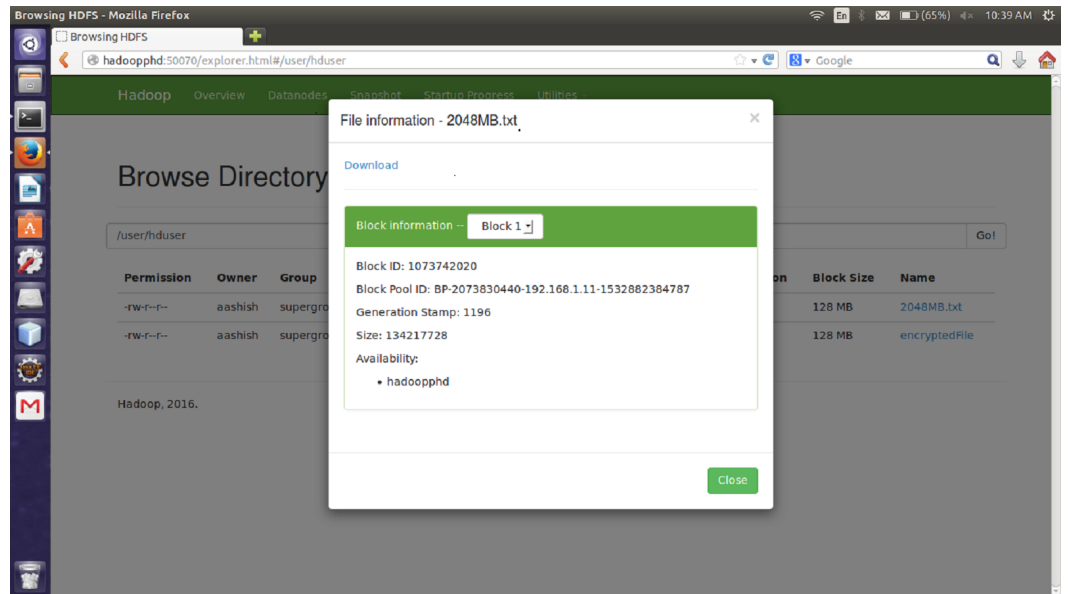 Browsing HDFS - Mozilla Firefox
En (65%) 10:39 AM
Browsing HDFS
hadoopphd:50070/explorer.html#/user/hduser
Google
Hadoop Overview Datanodes Snapshot Startup Progress Utilities
File information - 2048MB.txt
×
Download
Browse Directory
Block information -- Block 1
/user/hduser
Go!
Block ID: 1073742020
Block Pool ID: BP-2073830440-192.168.1.11-1532882384787
Generation Stamp: 1196
Size: 134217728
Availability:
• hadoopphd
Permission Owner Group on Block Size Name
-rw-r--r-- aashish supergro 128 MB 2048MB.txt
-rw-r--r-- aashish supergro 128 MB encryptedFile
Hadoop, 2016.
Close